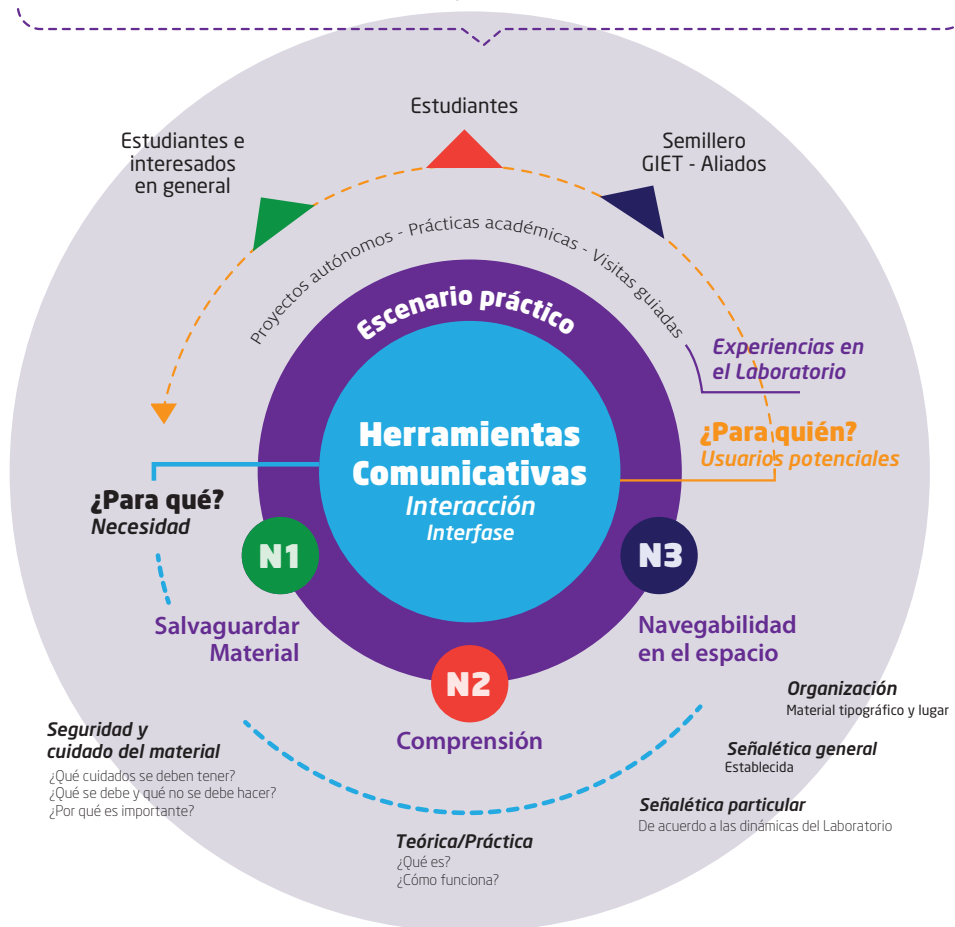 Estudiantes
Estudiantes e
interesados
en general
Semillero
GIET - Aliados
Proyectos autónomos - Prácticas académicas - Visitas guiadas
Escenario práctico
Experiencias en
el Laboratorio
Herramientas
Comunicativas
Interacción
Interfase
¿Para quién?
Usuarios potenciales
¿Para qué?
Necesidad
N1
N3
Salvaguardar
Material
Navegabilidad
en el espacio
N2
Comprensión
Organización
Material tipográfico y lugar
Seguridad y
cuidado del material
¿Qué cuidados se deben tener?
¿Qué se debe y qué no se debe hacer?
¿Por qué es importante?
Señalética general
Establecida
Señalética particular
De acuerdo a las dinámicas del Laboratorio
Teórica/Práctica
¿Qué es?
¿Cómo funciona?